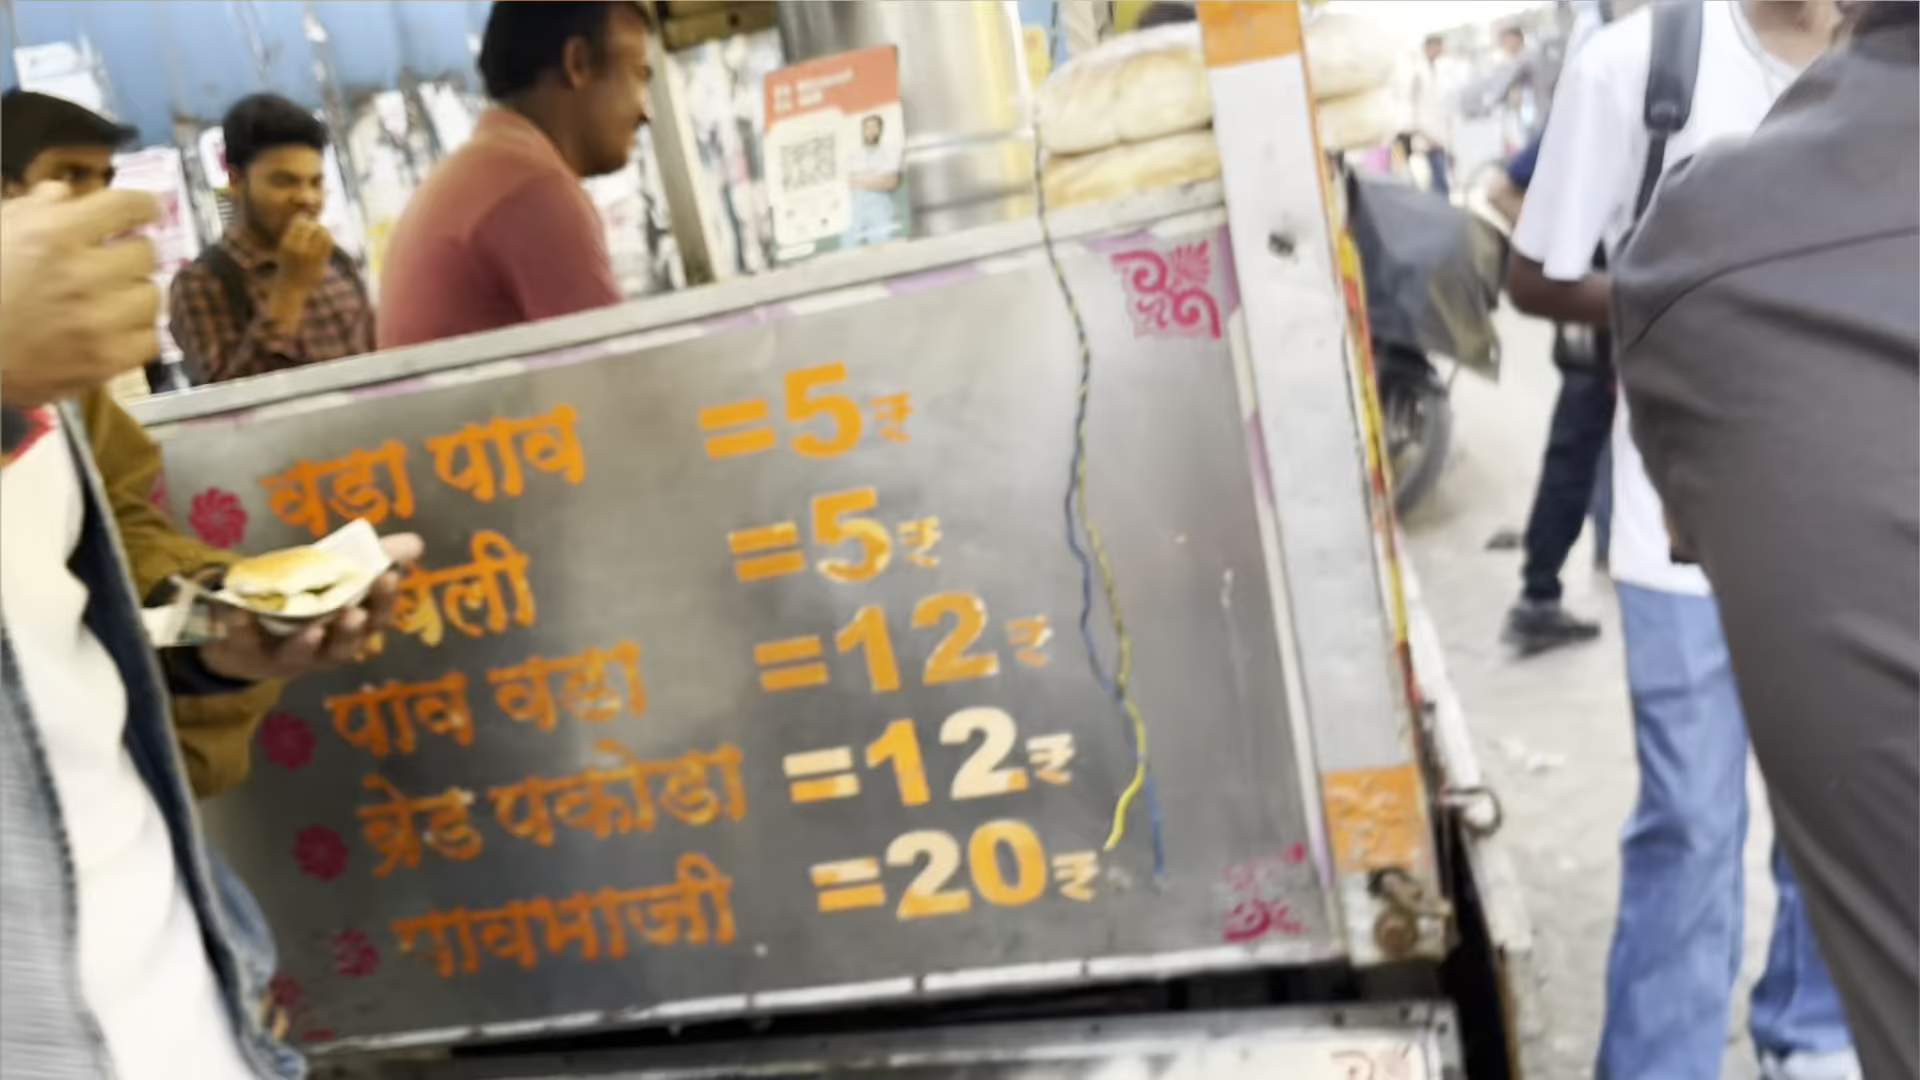 वडा पाव =5₹
बेली =5₹
पाव वडा =12₹
ब्रेड पकोडा =12₹
पावभाजी =20₹